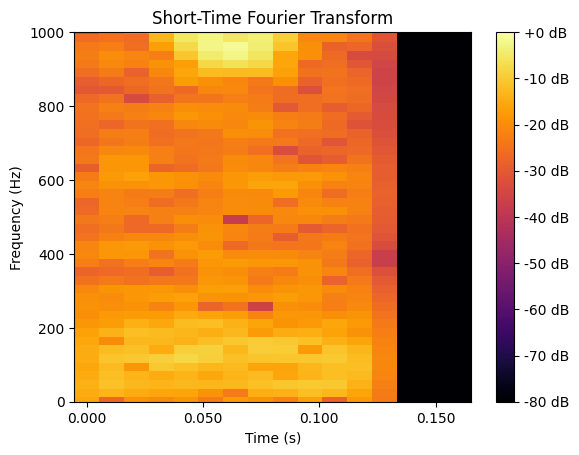 Short-Time Fourier Transform
1000
800
600
400
200
0
Frequency (Hz)
0.000
0.050
0.100
0.150
Time (s)
+0 dB
-10 dB
-20 dB
-30 dB
-40 dB
-50 dB
-60 dB
-70 dB
-80 dB